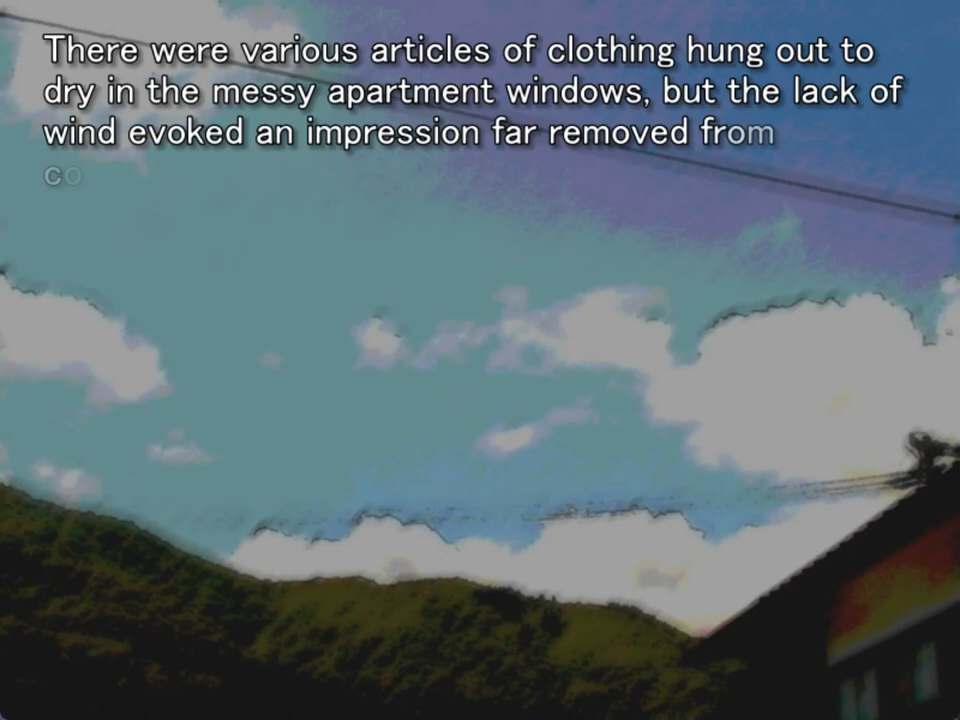 There were various articles of clothing hung out to
dry in the messy apartment windows, but the lack of
wind evoked an impression far removed from
co